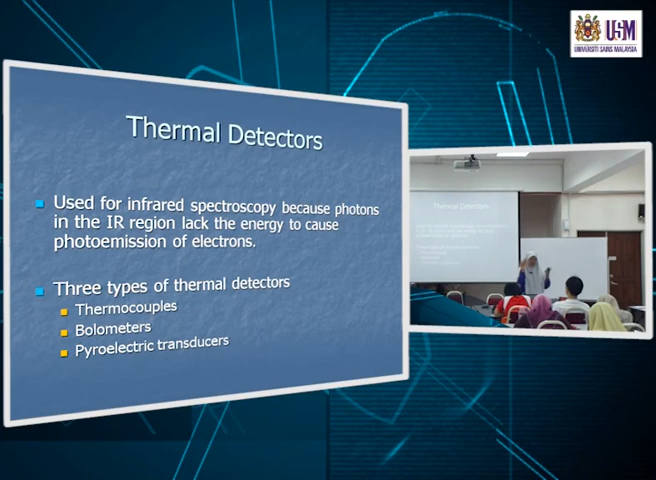 USM
UNIVERSITI SAINS MALAYSIA
Thermal Detectors
Used for infrared spectroscopy because photons
in the IR region lack the energy to cause
photoemission of electrons.
Three types of thermal detectors
Thermocouples
Bolometers
Pyroelectric transducers
Thermal Detectors